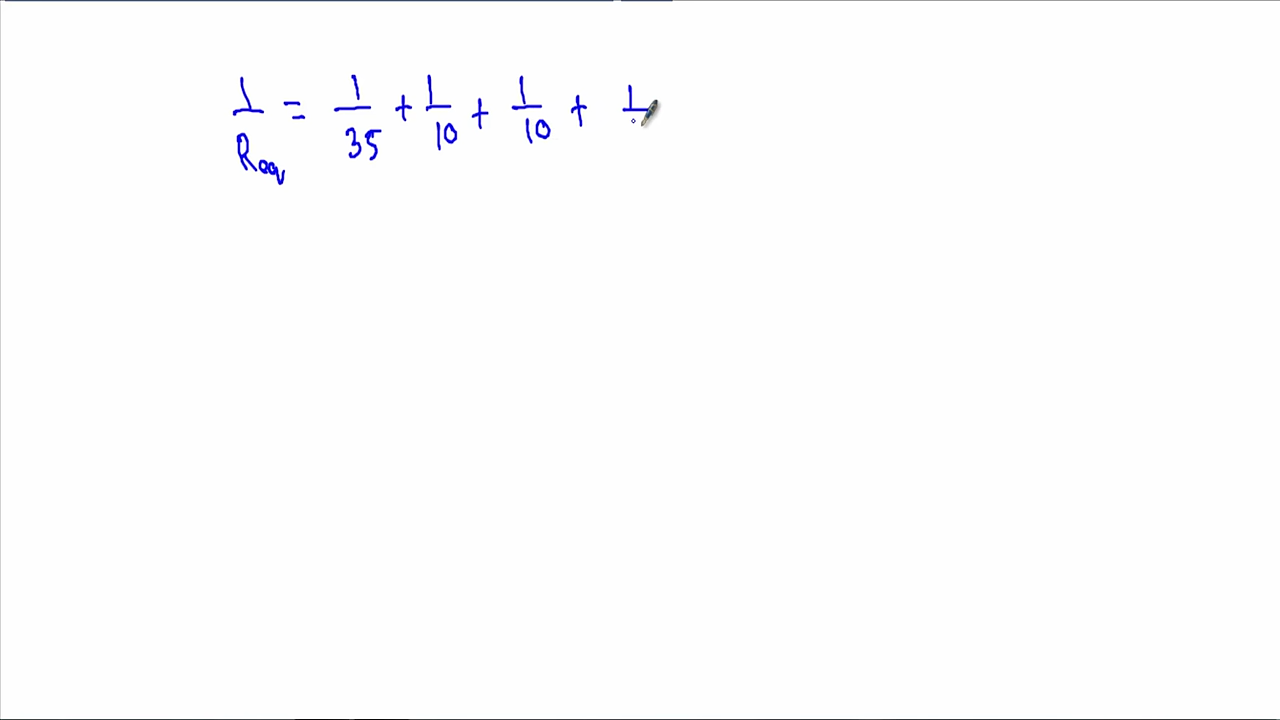 1/Req = 1/35 + 1/10 + 1/10 + 1/